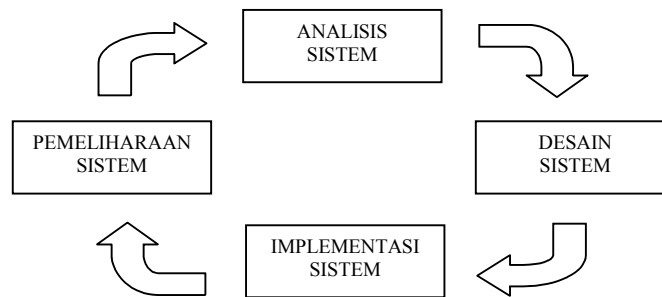 ANALISIS
SISTEM
PEMELIHARAAN
SISTEM
DESAIN
SISTEM
IMPLEMENTASI
SISTEM